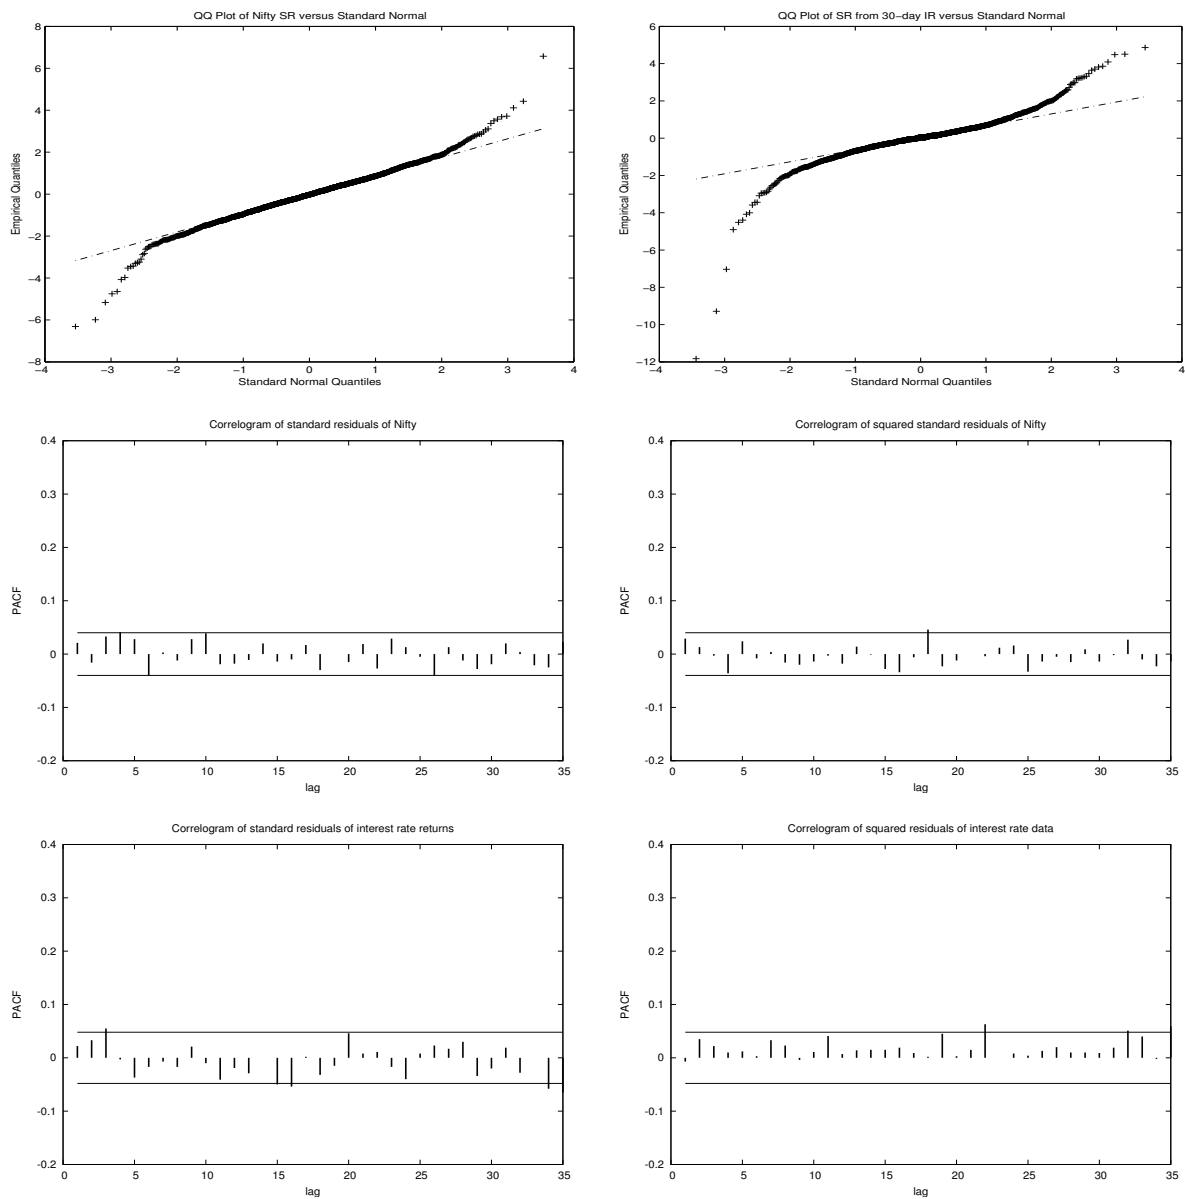 QQ Plot of Nifty SR versus Standard Normal
8
6
4
2
0
−2
−4
−6
−8
Empirical Quantiles
−4 −3 −2 −1 0 1 2 3 4
Standard Normal Quantiles
QQ Plot of SR from 30−day IR versus Standard Normal
6
4
2
0
−2
−4
−6
−8
−10
−12
Empirical Quantiles
−4 −3 −2 −1 0 1 2 3 4
Standard Normal Quantiles
Correlogram of standard residuals of Nifty
0.4
0.3
0.2
0.1
0
-0.1
-0.2
PACF
0 5 10 15 20 25 30 35
lag
Correlogram of squared standard residuals of Nifty
0.4
0.3
0.2
0.1
0
-0.1
-0.2
PACF
0 5 10 15 20 25 30 35
lag
Correlogram of standard residuals of interest rate returns
0.4
0.3
0.2
0.1
0
-0.1
-0.2
PACF
0 5 10 15 20 25 30 35
lag
Correlogram of squared residuals of interest rate data
0.4
0.3
0.2
0.1
0
-0.1
-0.2
PACF
0 5 10 15 20 25 30 35
lag